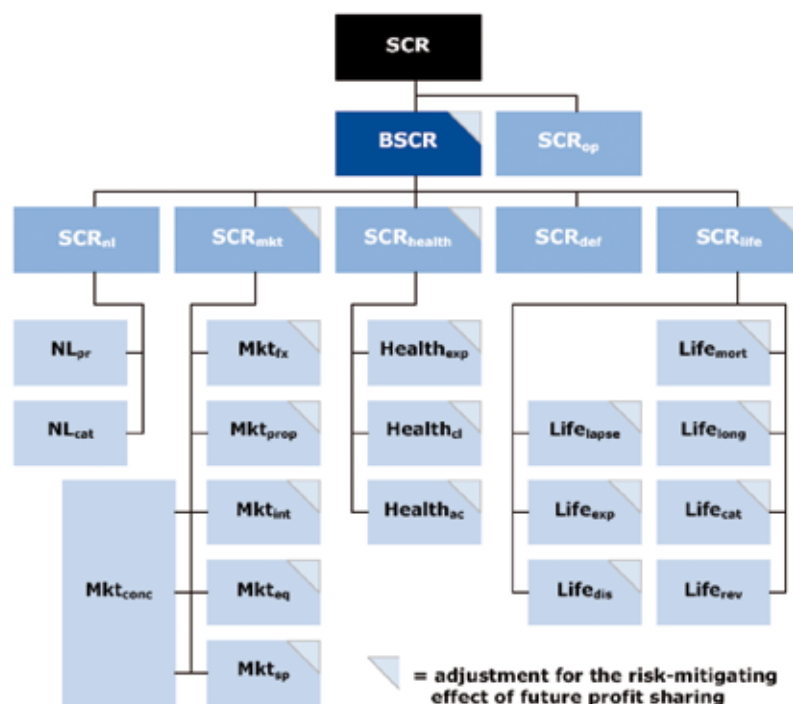 SCR
BSCR
SCRop
SCRnl
SCRmkt
SCRhealth
SCRdef
SCRlife
NLpr
Mktfx
Healthexp
Lifemort
NLcat
Mktprop
Healthcl
Lifelapse
Lifelong
Mktconc
Mktint
Healthac
Lifeexp
Lifecat
Mkteq
Lifedis
Liferev
Mktsp
= adjustment for the risk-mitigating
effect of future profit sharing